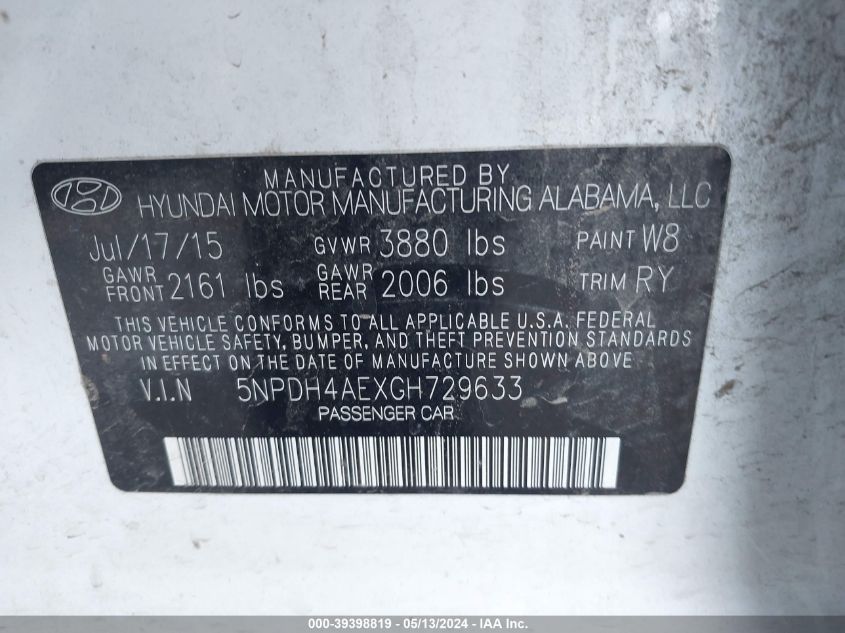 MANUFACTURED BY
HYUNDAI MOTOR MANUFACTURING ALABAMA, LLC
Jul/17/15 GVWR 3880 lbs PAINT W8
GAWR FRONT 2161 lbs GAWR REAR 2006 lbs TRIM RY
THIS VEHICLE CONFORMS TO ALL APPLICABLE U.S.A. FEDERAL
MOTOR VEHICLE SAFETY, BUMPER, AND THEFT PREVENTION STANDARDS
IN EFFECT ON THE DATE OF MANUFACTURE SHOWN ABOVE
V.I.N 5NPDH4AEXGH729633
PASSENGER CAR
000-39398819 - 05/13/2024 - IAA Inc.